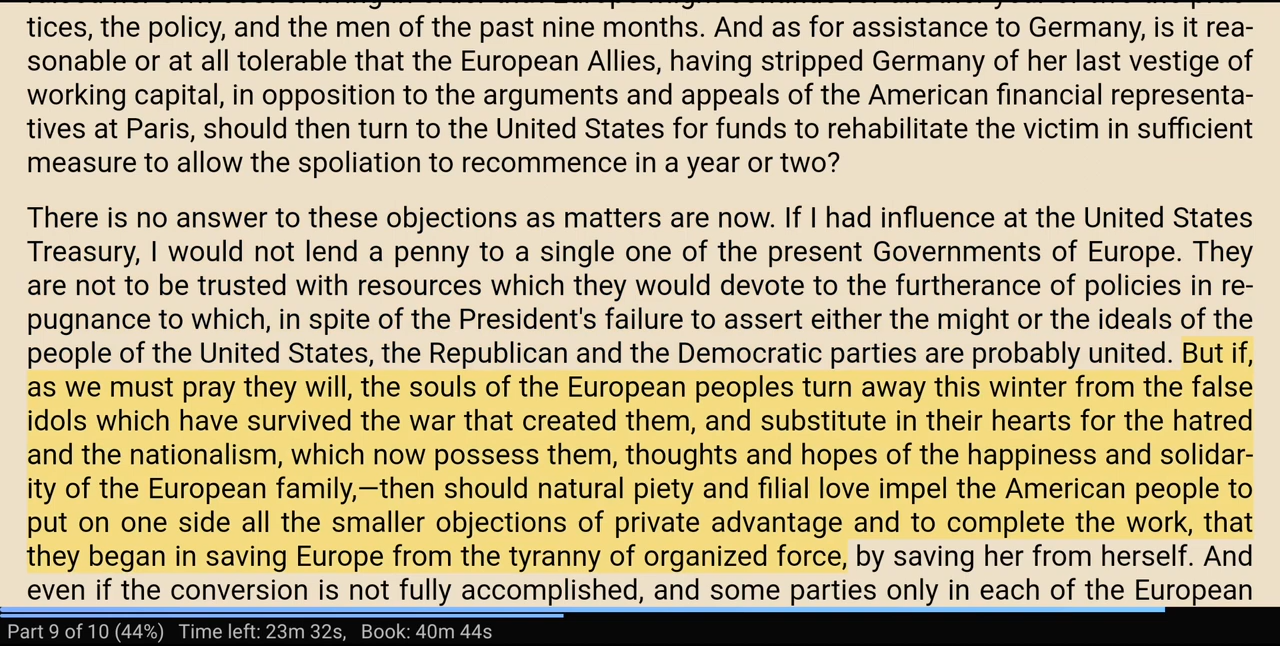 tices, the policy, and the men of the past nine months. And as for assistance to Germany, is it rea-
sonable or at all tolerable that the European Allies, having stripped Germany of her last vestige of
working capital, in opposition to the arguments and appeals of the American financial representa-
tives at Paris, should then turn to the United States for funds to rehabilitate the victim in sufficient
measure to allow the spoliation to recommence in a year or two?
There is no answer to these objections as matters are now. If I had influence at the United States
Treasury, I would not lend a penny to a single one of the present Governments of Europe. They
are not to be trusted with resources which they would devote to the furtherance of policies in re-
pugnance to which, in spite of the President's failure to assert either the might or the ideals of the
people of the United States, the Republican and the Democratic parties are probably united. But if,
as we must pray they will, the souls of the European peoples turn away this winter from the false
idols which have survived the war that created them, and substitute in their hearts for the hatred
and the nationalism, which now possess them, thoughts and hopes of the happiness and solidar-
ity of the European family,—then should natural piety and filial love impel the American people to
put on one side all the smaller objections of private advantage and to complete the work, that
they began in saving Europe from the tyranny of organized force, by saving her from herself. And
even if the conversion is not fully accomplished, and some parties only in each of the European
Part 9 of 10 (44%) Time left: 23m 32s, Book: 40m 44s